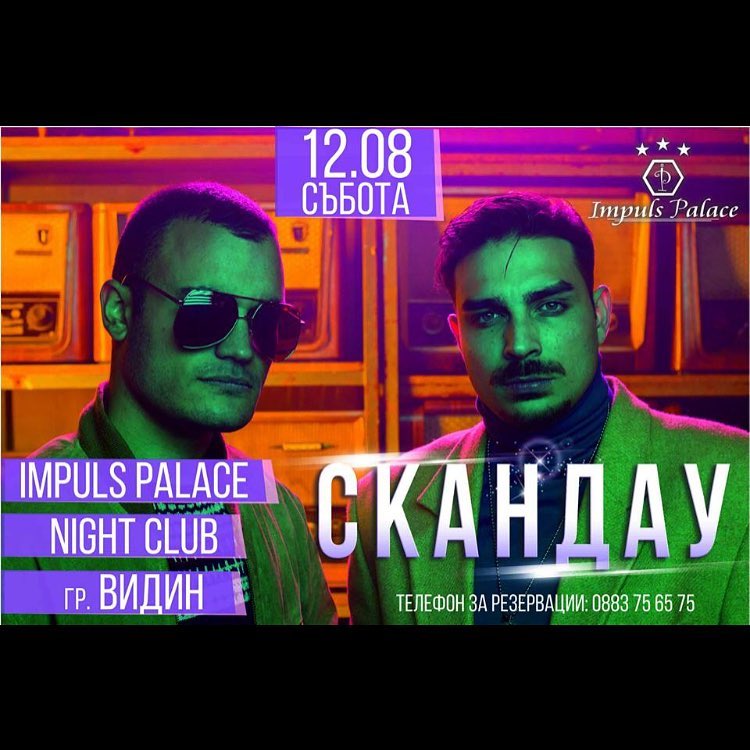 12.08
СЪБОТА
Impuls Palace
IMPULS PALACE
NIGHT CLUB
гр. ВИДИН
СКАНДАУ
ТЕЛЕФОН ЗА РЕЗЕРВАЦИИ: 0883 75 65 75